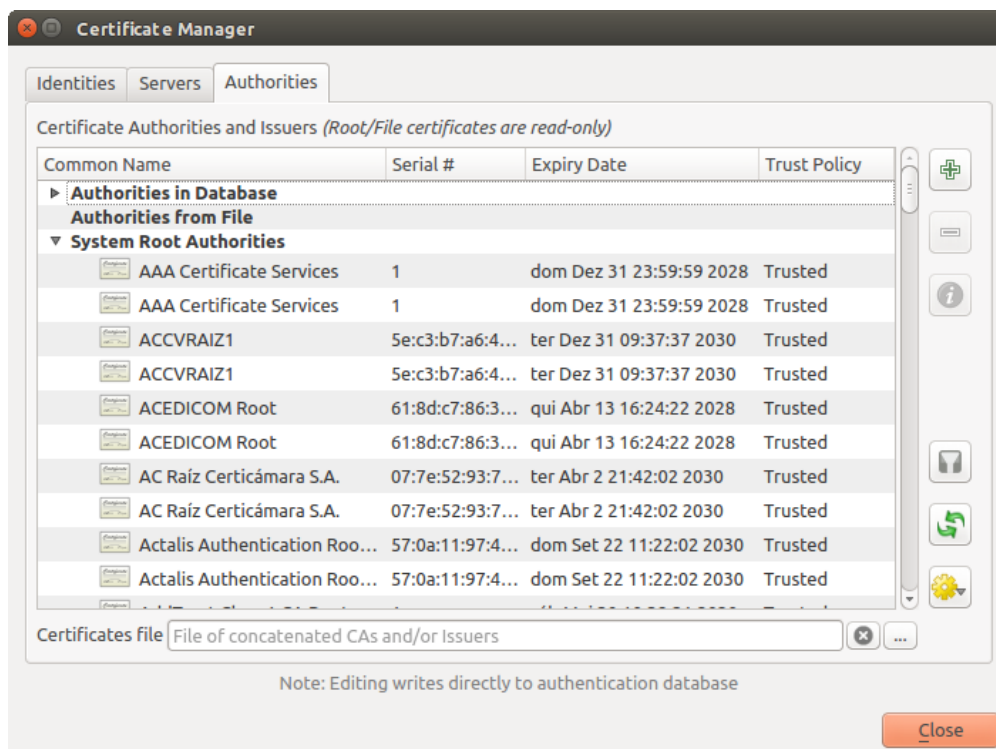 Certificate Manager
Identities Servers Authorities
Certificate Authorities and Issuers (Root/File certificates are read-only)
Common Name Serial # Expiry Date Trust Policy
Authorities in Database
Authorities from File
System Root Authorities
AAA Certificate Services 1 dom Dez 31 23:59:59 2028 Trusted
AAA Certificate Services 1 dom Dez 31 23:59:59 2028 Trusted
ACCVRAIZ1 5e:c3:b7:a6:4... ter Dez 31 09:37:37 2030 Trusted
ACCVRAIZ1 5e:c3:b7:a6:4... ter Dez 31 09:37:37 2030 Trusted
ACEDICOM Root 61:8d:c7:86:3... qui Abr 13 16:24:22 2028 Trusted
ACEDICOM Root 61:8d:c7:86:3... qui Abr 13 16:24:22 2028 Trusted
AC Raíz Certicámara S.A. 07:7e:52:93:7... ter Abr 2 21:42:02 2030 Trusted
AC Raíz Certicámara S.A. 07:7e:52:93:7... ter Abr 2 21:42:02 2030 Trusted
Actalis Authentication Roo... 57:0a:11:97:4... dom Set 22 11:22:02 2030 Trusted
Actalis Authentication Roo... 57:0a:11:97:4... dom Set 22 11:22:02 2030 Trusted
Certificates file File of concatenated CAs and/or Issuers ...
Note: Editing writes directly to authentication database
Close